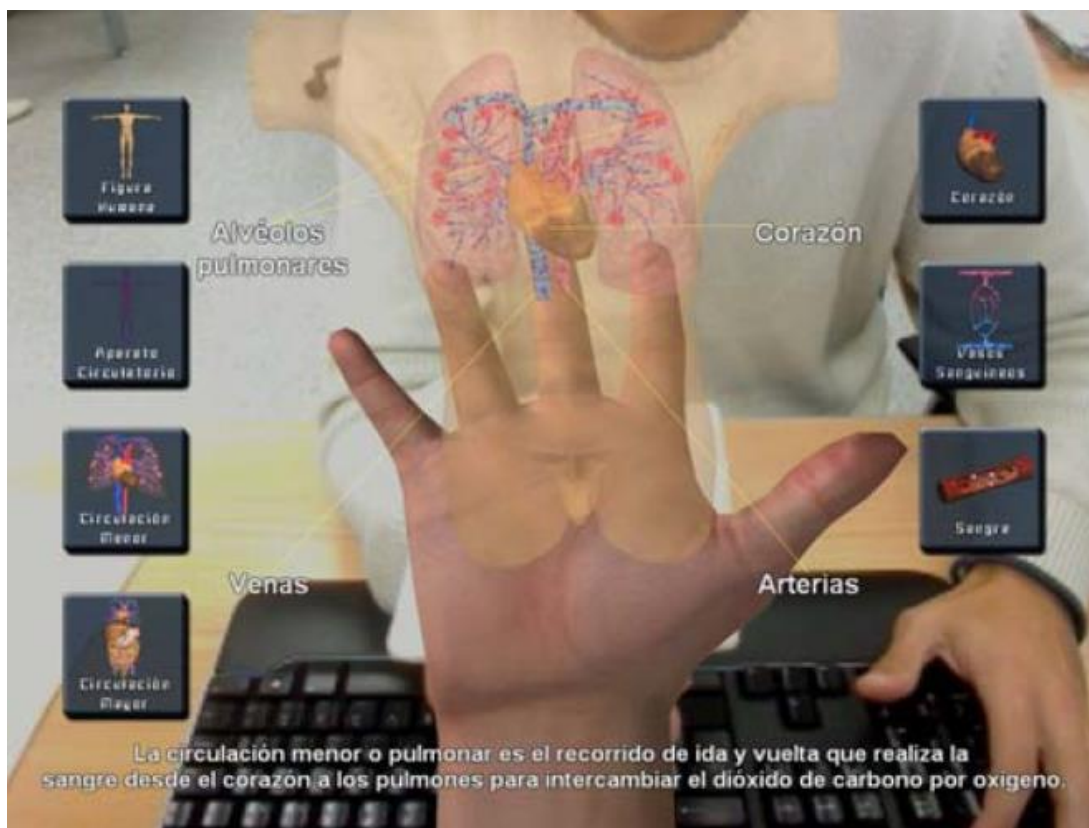 Figura
Humana
Alvéolos
pulmonares
Aparato
Circulatorio
Circulación
Menor
Venas
Circulación
Mayor
Corazón
Corazón
Vasos
Sanguíneos
Sangre
Arterias
La circulación menor o pulmonar es el recorrido de ida y vuelta que realiza la
sangre desde el corazón a los pulmones para intercambiar el dióxido de carbono por oxigeno.